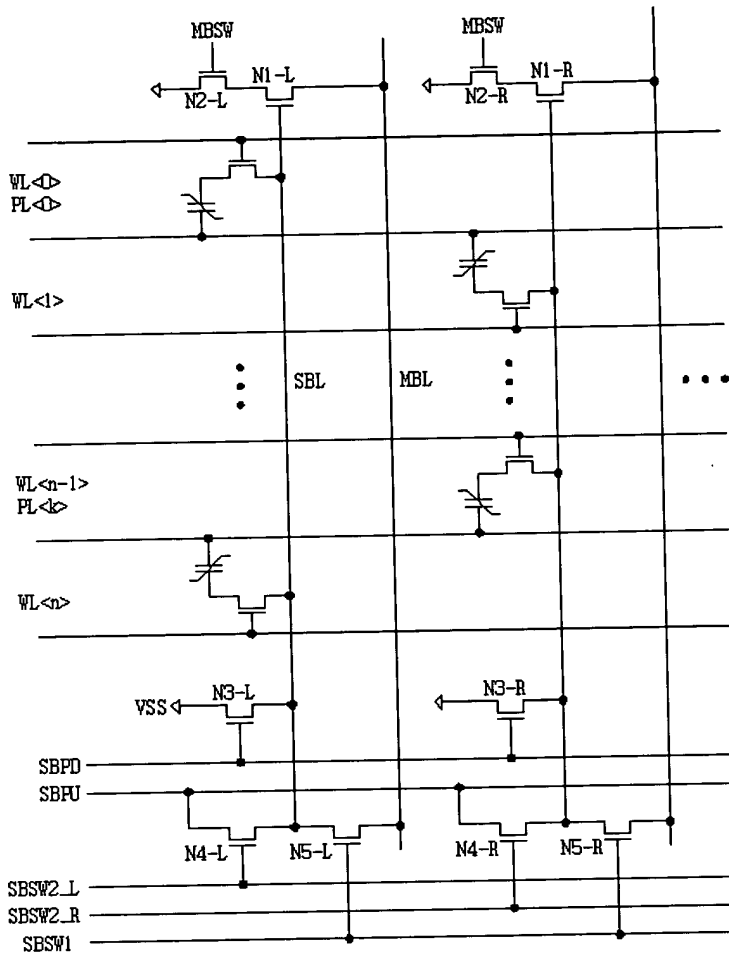 MBSW
MBSW
N1-L
N1-R
N2-L
N2-R
WL<0>
PL<0>
WL<1>
SBL
MBL
WL<n-1>
PL<k>
WL<n>
N3-L
N3-R
VSS
SBPD
SBPU
N4-L
N5-L
N4-R
N5-R
SBSW2_L
SBSW2_R
SBSW1